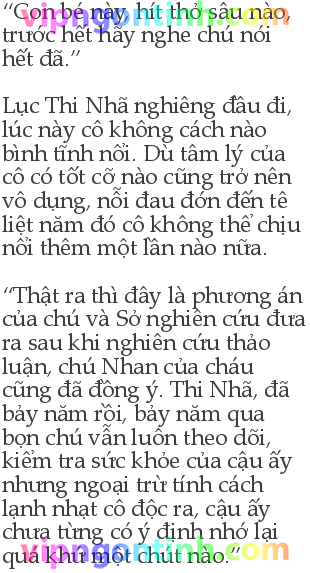 “Con bé này, hít thở sâu nào,
trước hết hãy nghe chú nói
hết đã.”
Lục Thi Nhã nghiêng đầu đi,
lúc này cô không cách nào
bình tĩnh nổi. Dù tâm lý của
cô có tốt cỡ nào cũng trở nên
vô dụng, nỗi đau đớn đến tê
liệt năm đó cô không thể chịu
nổi thêm một lần nào nữa.
“Thật ra thì đây là phương án
của chú và Sở nghiên cứu đưa
ra sau khi nghiên cứu thảo
luận, chú Nhan của cháu
cũng đã đồng ý. Thi Nhã, đã
bảy năm rồi, bảy năm qua
bọn chú vẫn luôn theo dõi,
kiểm tra sức khỏe của cậu ấy
nhưng ngoại trừ tính cách
lạnh nhạt cô độc ra, cậu ấy
chưa từng có ý định nhớ lại
quá khứ một chút nào.”
vipngontinh.com
vipngontinh.com